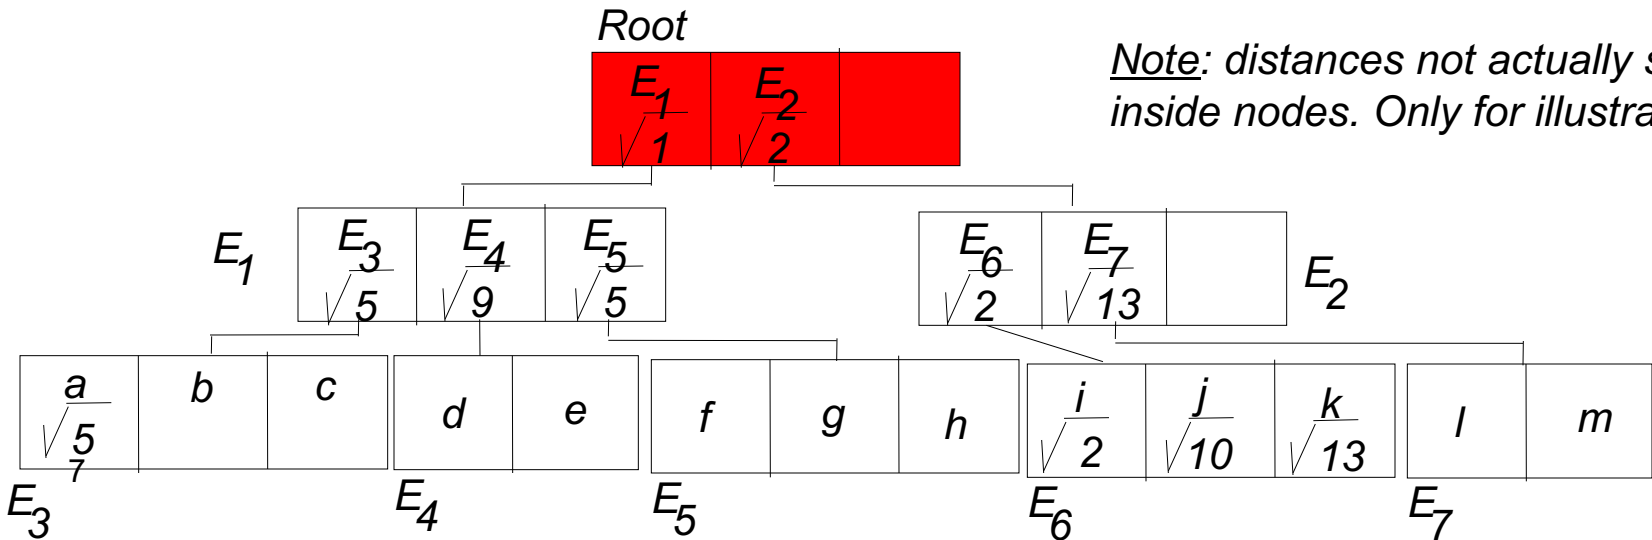 Root
Note: distances not actually s
inside nodes. Only for illustra
E1 √1 E2 √2
E1 E3 √5 E4 √9 E5 √5
E6 √2 E7 √13 E2
a √5 b c d e f g h i √2 j √10 k √13 l m
7
E3 E4 E5 E6 E7